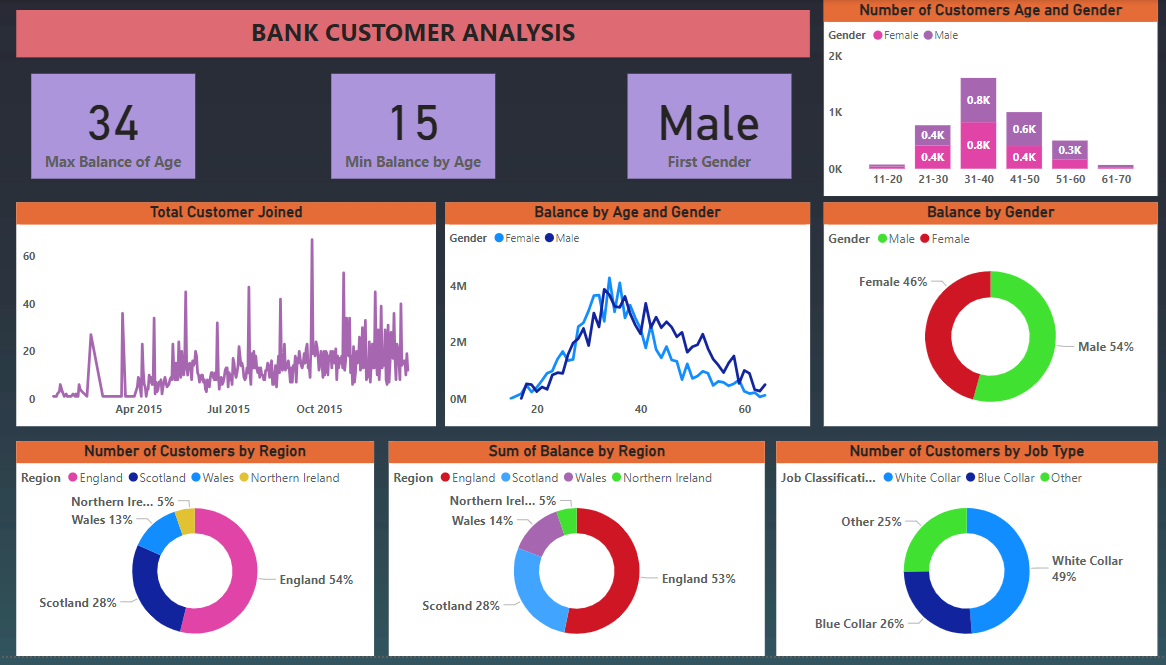 BANK CUSTOMER ANALYSIS
34
Max Balance of Age
15
Min Balance by Age
Male
First Gender
Number of Customers Age and Gender
Gender Female Male
2K
1K
0K
0.4K
0.4K
0.8K
0.8K
0.6K
0.4K
0.3K
11-20 21-30 31-40 41-50 51-60 61-70
Total Customer Joined
60
40
20
0
Apr 2015 Jul 2015 Oct 2015
Balance by Age and Gender
Gender Female Male
4M
2M
0M
20 40 60
Balance by Gender
Gender Male Female
Female 46%
Male 54%
Number of Customers by Region
Region England Scotland Wales Northern Ireland
Northern Ire... 5%
Wales 13%
England 54%
Scotland 28%
Sum of Balance by Region
Region England Scotland Wales Northern Ireland
Northern Irel... 5%
Wales 14%
England 53%
Scotland 28%
Number of Customers by Job Type
Job Classificati... White Collar Blue Collar Other
Other 25%
White Collar
49%
Blue Collar 26%